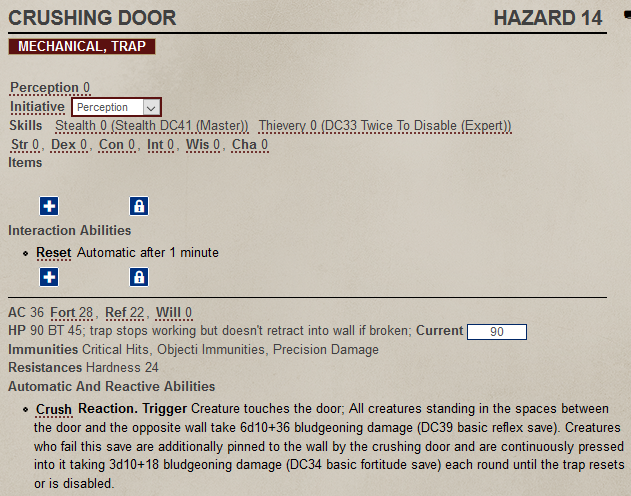 CRUSHING DOOR HAZARD 14
MECHANICAL, TRAP
Perception 0
Initiative Perception
Skills Stealth 0 (Stealth DC41 (Master)) Thievery 0 (DC33 Twice To Disable (Expert))
Str 0, Dex 0, Con 0, Int 0, Wis 0, Cha 0
Items
Interaction Abilities
Reset Automatic after 1 minute
AC 36 Fort 28, Ref 22, Will 0
HP 90 BT 45; trap stops working but doesn't retract into wall if broken; Current 90
Immunities Critical Hits, Objecti Immunities, Precision Damage
Resistances Hardness 24
Automatic And Reactive Abilities
Crush Reaction. Trigger Creature touches the door; All creatures standing in the spaces between
the door and the opposite wall take 6d10+36 bludgeoning damage (DC39 basic reflex save). Creatures
who fail this save are additionally pinned to the wall by the crushing door and are continuously pressed
into it taking 3d10+18 bludgeoning damage (DC34 basic fortitude save) each round until the trap resets
or is disabled.